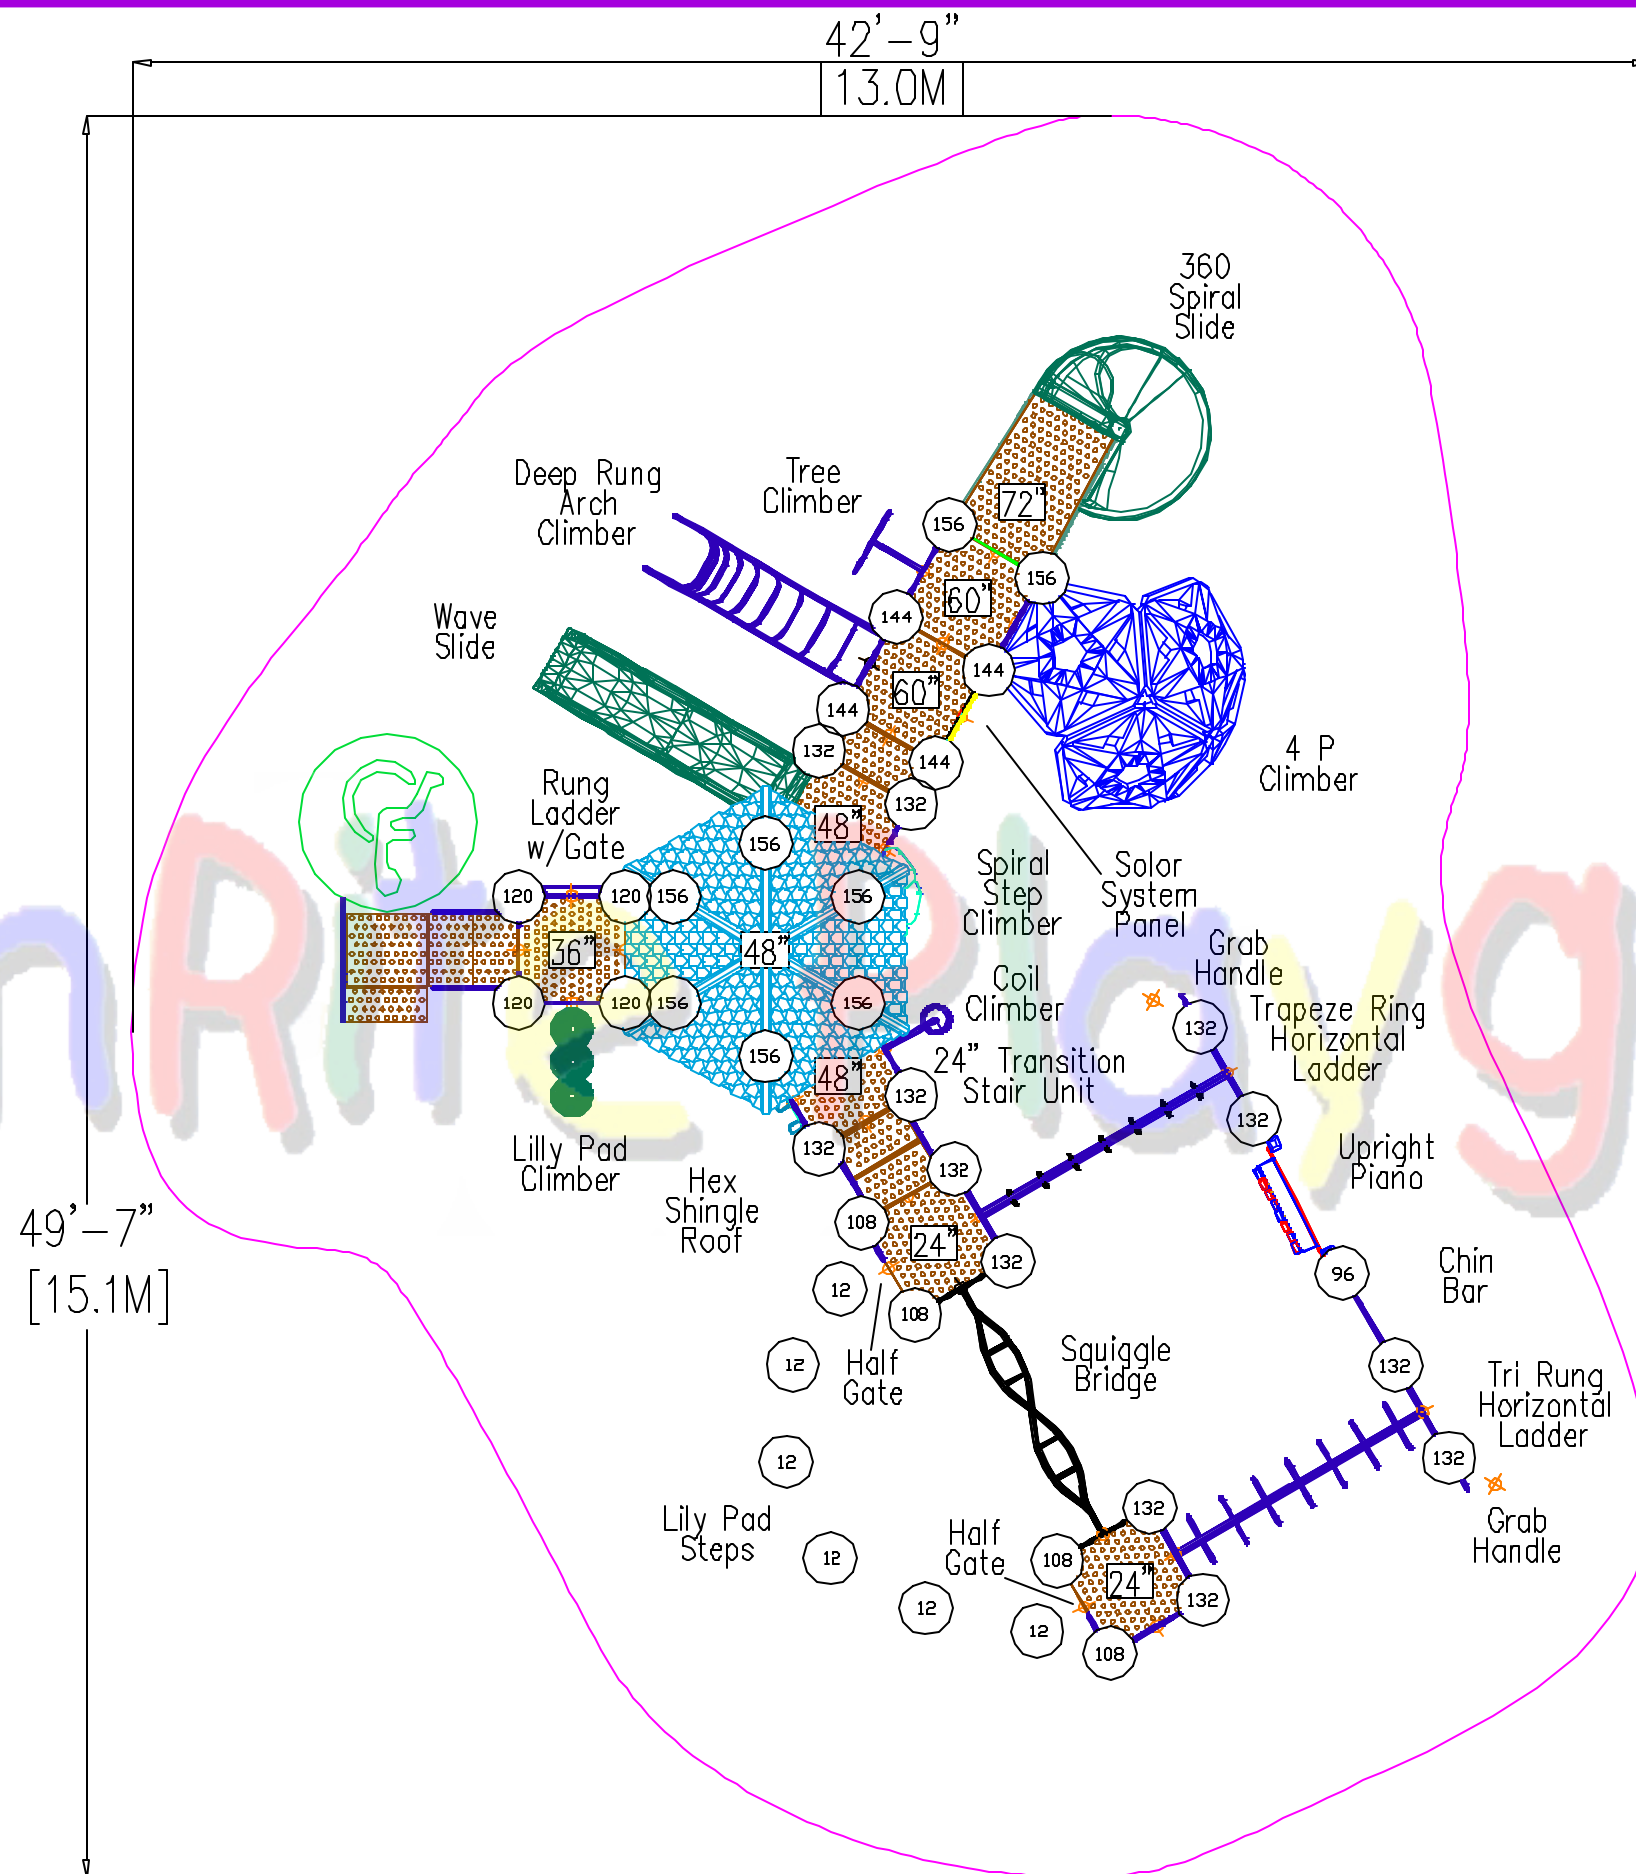 42'-9"
13.0M
360
Spiral
Slide
Deep Rung
Arch
Climber
Tree
Climber
72"
156
156
60"
144
Wave
Slide
144
60"
144
132
144
4 P
Climber
Rung
Ladder
w/Gate
132
48"
156
Spiral
Step
Climber
Solor
System
Panel
120
120
156
156
36"
48"
Grab
Handle
Coil
Climber
120
120
156
156
132
Trapeze Ring
Horizontal
Ladder
156
48"
24" Transition
Stair Unit
132
132
Lilly Pad
Climber
132
132
Upright
Piano
Hex
Shingle
Roof
108
24"
132
49'-7"
[15.1M]
12
108
96
Chin
Bar
12
Half
Gate
Squiggle
Bridge
132
Tri Rung
Horizontal
Ladder
12
132
Lily Pad
Steps
132
Half
Gate
Grab
Handle
12
108
24"
132
12
12
108
nRite Playg